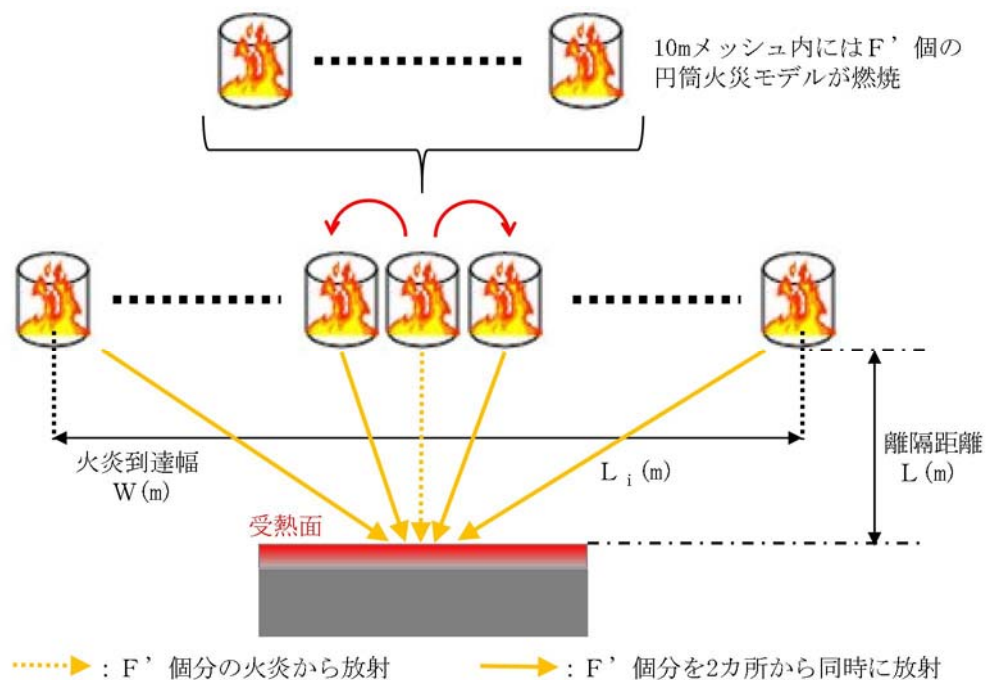 10mメッシュ内にはF’個の
円筒火災モデルが燃焼
火炎到達幅
W(m)
Li(m)
離隔距離
L(m)
受熱面
: F’個分の火炎から放射
: F’個分を2カ所から同時に放射